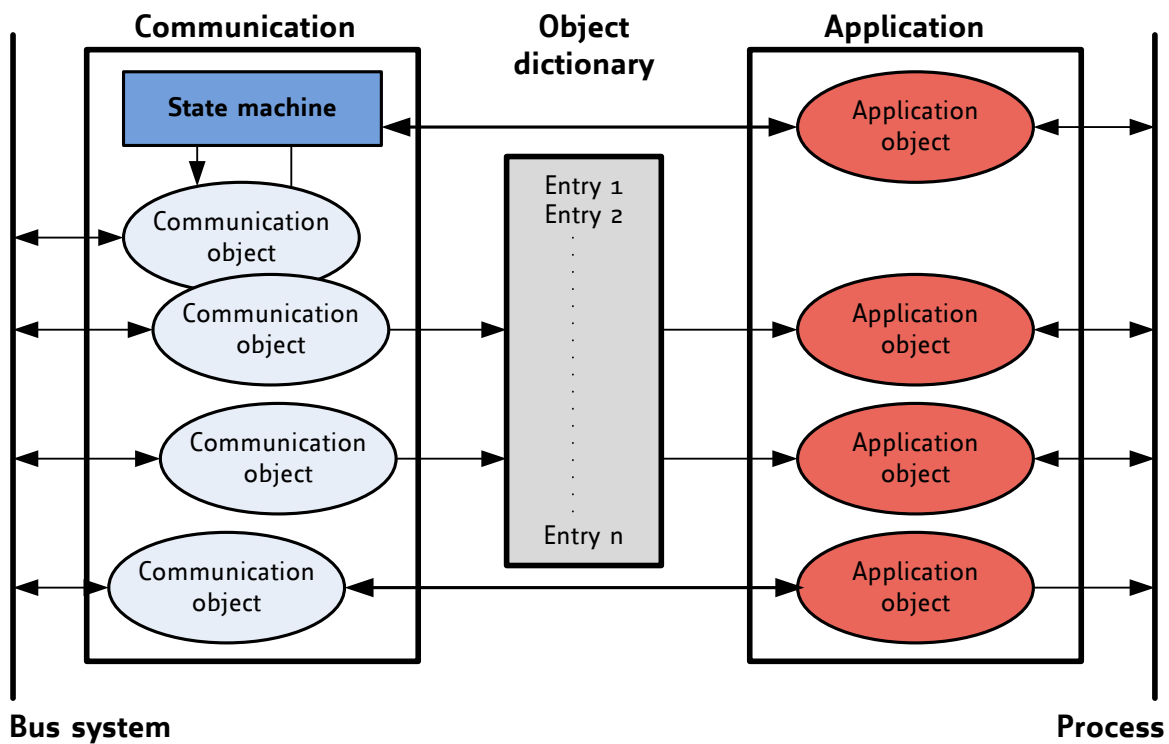 Communication
Object
dictionary
Application
State machine
Application
object
Entry 1
Entry 2
Communication
object
Communication
object
Application
object
Communication
object
Application
object
Entry n
Communication
object
Application
object
Bus system
Process